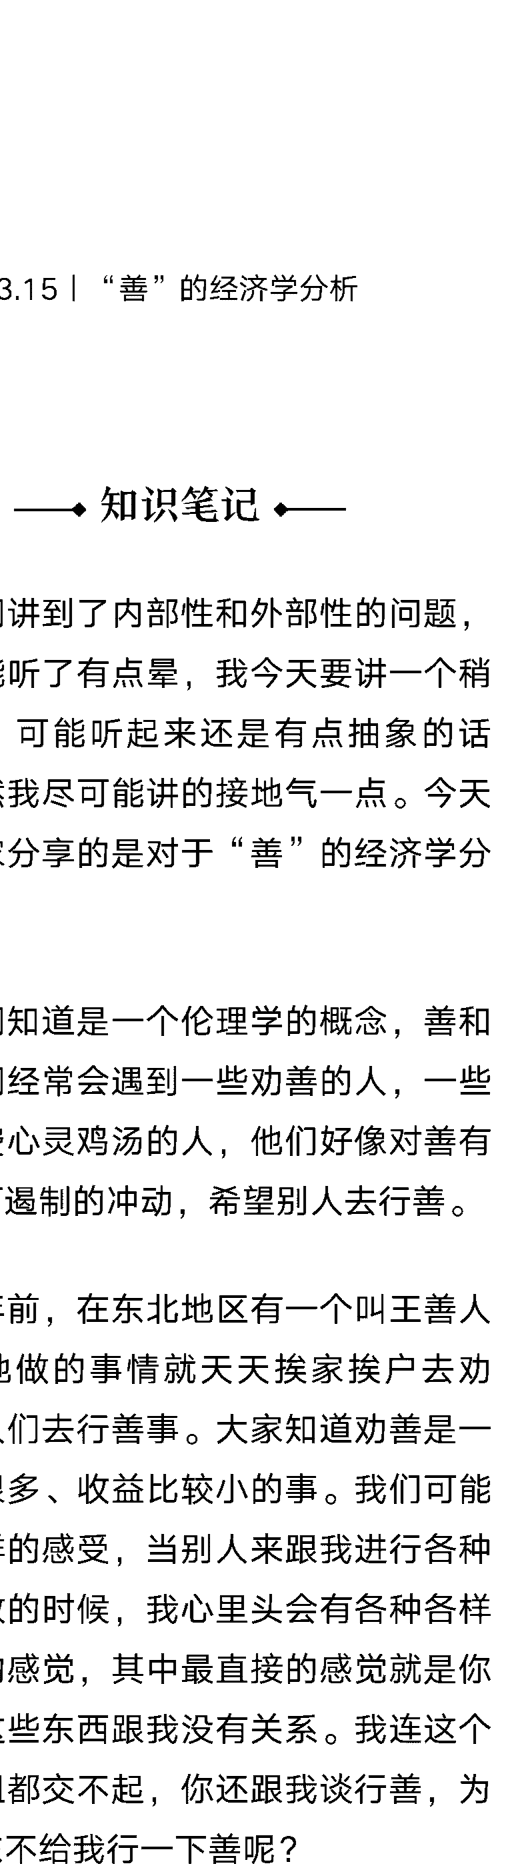 3.15 | “善”的经济学分析
知识笔记
讲到了内部性和外部性的问题，
听了有点晕，我今天要讲一个稍
可能听起来还是有点抽象的话
我尽可能讲的接地气一点。今天
分享的是对于“善”的经济学分
知道是一个伦理学的概念，善和
经常会遇到一些劝善的人，一些
心灵鸡汤的人，他们好像对善有
遏制的冲动，希望别人去行善。
前，在东北地区有一个叫王善人
做的事情就天天挨家挨户去劝
们去行善事。大家知道劝善是一
多、收益比较小的事。我们可能
的感受，当别人来跟我进行各种
的时候，我心里头会有各种各样
感觉，其中最直接的感觉就是你
些东西跟我没有关系。我连这个
都交不起，你还跟我谈行善，为
不给我行一下善呢？